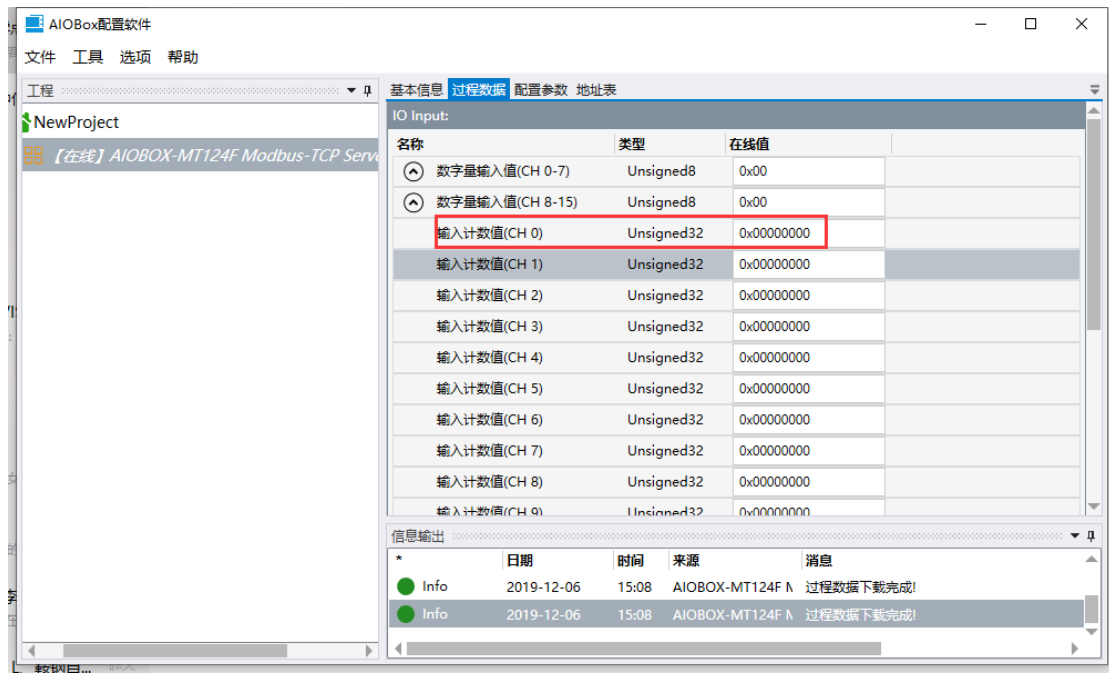 AIOBox配置软件
文件 工具 选项 帮助
工程
NewProject
【在线】AIOBOX-MT124F Modbus-TCP Serve
基本信息 过程数据 配置参数 地址表
IO Input:
名称 类型 在线值
数字量输入值(CH 0-7) Unsigned8 0x00
数字量输入值(CH 8-15) Unsigned8 0x00
输入计数值(CH 0) Unsigned32 0x00000000
输入计数值(CH 1) Unsigned32 0x00000000
输入计数值(CH 2) Unsigned32 0x00000000
输入计数值(CH 3) Unsigned32 0x00000000
输入计数值(CH 4) Unsigned32 0x00000000
输入计数值(CH 5) Unsigned32 0x00000000
输入计数值(CH 6) Unsigned32 0x00000000
输入计数值(CH 7) Unsigned32 0x00000000
输入计数值(CH 8) Unsigned32 0x00000000
输入计数值(CH 9) Unsigned32 0x00000000
信息输出
* 日期 时间 来源 消息
Info 2019-12-06 15:08 AIOBOX-MT124F 过程数据下载完成!
Info 2019-12-06 15:08 AIOBOX-MT124F 过程数据下载完成!